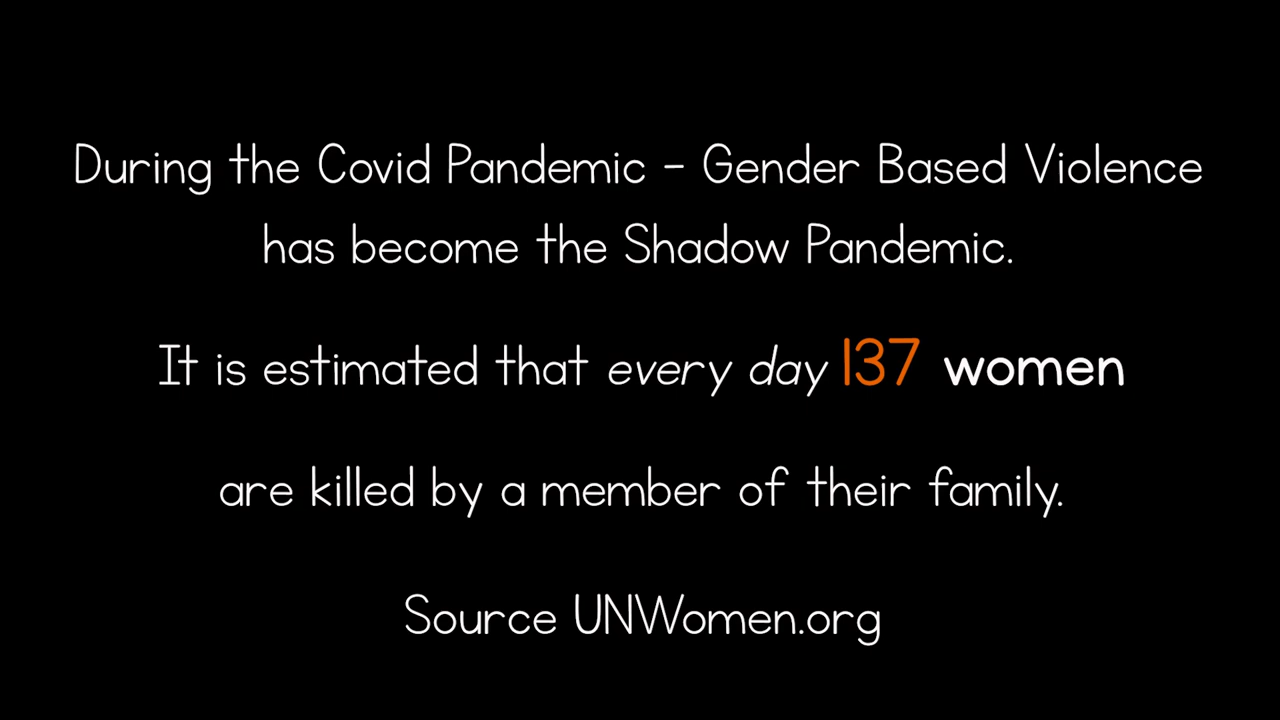 During the Covid Pandemic - Gender Based Violence
has become the Shadow Pandemic.
It is estimated that every day 137 women
are killed by a member of their family.
Source UNWomen.org